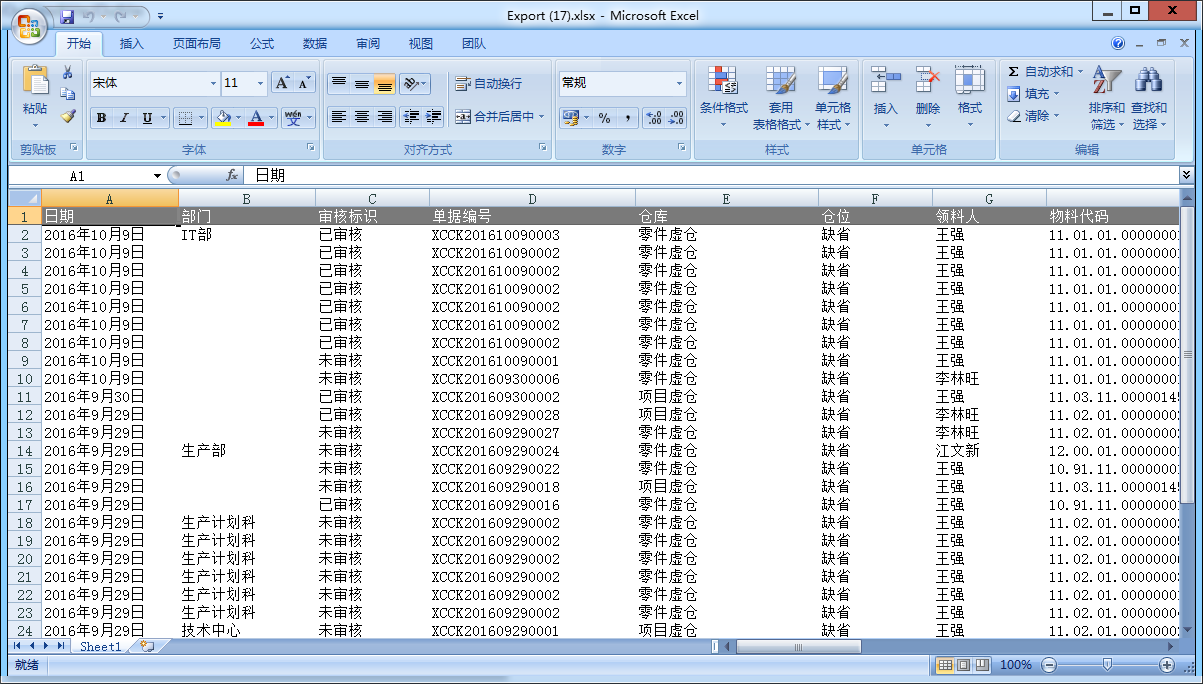 Export (17).xlsx - Microsoft Excel
开始 插入 页面布局 公式 数据 审阅 视图 团队
宋体 11 自动换行 常规 Σ 自动求和
粘贴 条件格式 套用 单元格 插入 删除 格式 填充 排序和 查找和
B I U A wén 文 合并后居中 % , 表格格式 样式 清除 筛选 选择
剪贴板 字体 对齐方式 数字 样式 单元格 编辑
A1 fx 日期
A B C D E F G
1 日期 部门 审核标识 单据编号 仓库 仓位 领料人 物料代码
2 2016年10月9日 IT部 已审核 XCCK201610090003 零件虚仓 缺省 王强 11.01.01.0000000
3 2016年10月9日 已审核 XCCK201610090002 零件虚仓 缺省 王强 11.01.01.0000000
4 2016年10月9日 已审核 XCCK201610090002 零件虚仓 缺省 王强 11.01.01.0000000
5 2016年10月9日 已审核 XCCK201610090002 零件虚仓 缺省 王强 11.01.01.0000000
6 2016年10月9日 已审核 XCCK201610090002 零件虚仓 缺省 王强 11.01.01.0000000
7 2016年10月9日 已审核 XCCK201610090002 零件虚仓 缺省 王强 11.01.01.0000000
8 2016年10月9日 已审核 XCCK201610090002 零件虚仓 缺省 王强 11.01.01.0000000
9 2016年10月9日 未审核 XCCK201610090001 零件虚仓 缺省 王强 11.01.01.0000000
10 2016年10月9日 未审核 XCCK201609300006 零件虚仓 缺省 李林旺 11.01.01.0000000
11 2016年9月30日 已审核 XCCK201609300002 项目虚仓 缺省 王强 11.03.11.0000014
12 2016年9月29日 已审核 XCCK201609290028 项目虚仓 缺省 李林旺 11.02.01.0000000
13 2016年9月29日 未审核 XCCK201609290027 零件虚仓 缺省 李林旺 11.02.01.0000000
14 2016年9月29日 生产部 未审核 XCCK201609290024 零件虚仓 缺省 江文新 12.00.01.0000000
15 2016年9月29日 未审核 XCCK201609290022 零件虚仓 缺省 王强 10.91.11.0000000
16 2016年9月29日 未审核 XCCK201609290018 项目虚仓 缺省 王强 11.03.11.0000014
17 2016年9月29日 已审核 XCCK201609290016 零件虚仓 缺省 王强 10.91.11.0000000
18 2016年9月29日 生产计划科 未审核 XCCK201609290002 零件虚仓 缺省 王强 11.02.01.0000000
19 2016年9月29日 生产计划科 未审核 XCCK201609290002 零件虚仓 缺省 王强 11.02.01.0000000
20 2016年9月29日 生产计划科 未审核 XCCK201609290002 零件虚仓 缺省 王强 11.02.01.0000000
21 2016年9月29日 生产计划科 未审核 XCCK201609290002 零件虚仓 缺省 王强 11.02.01.0000000
22 2016年9月29日 生产计划科 未审核 XCCK201609290002 零件虚仓 缺省 王强 11.02.01.0000000
23 2016年9月29日 生产计划科 未审核 XCCK201609290002 零件虚仓 缺省 王强 11.02.01.0000000
24 2016年9月29日 技术中心 未审核 XCCK201609290001 项目虚仓 缺省 王强 11.02.01.0000000
Sheet1
就绪 100%